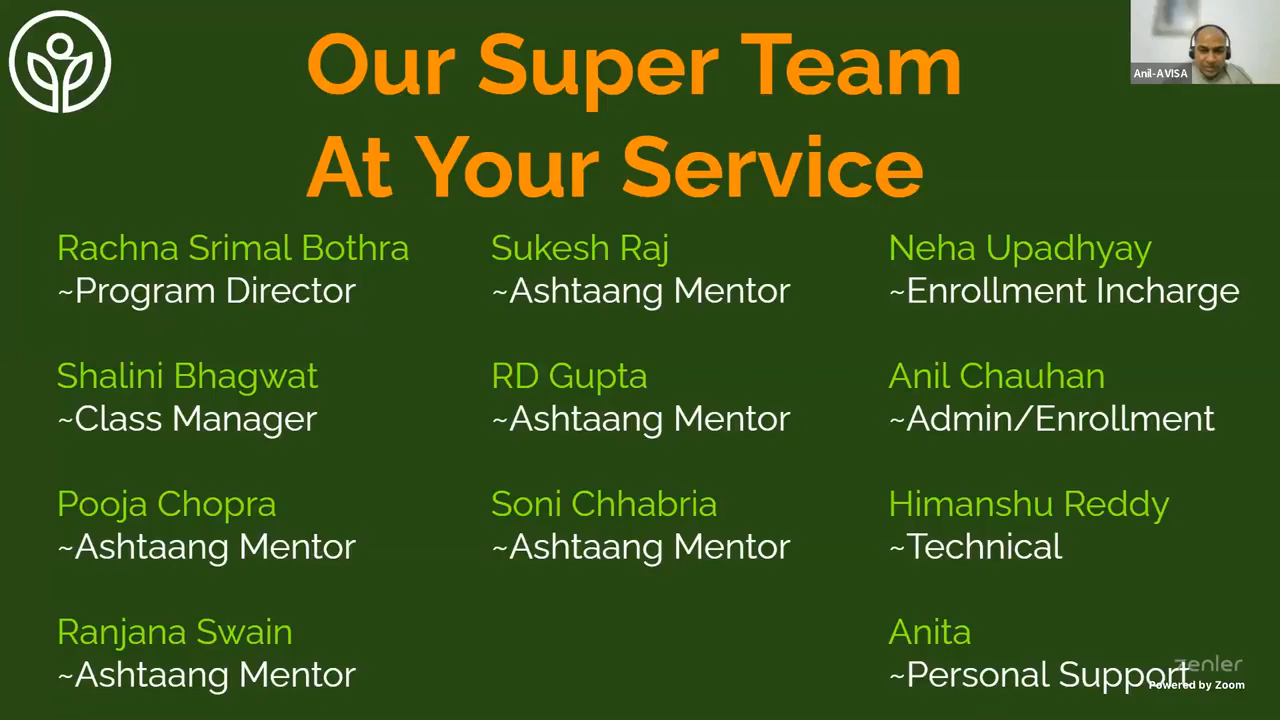 Our Super Team
At Your Service
Anil-AVISA
Rachna Srimal Bothra
~Program Director
Sukesh Raj
~Ashtaang Mentor
Neha Upadhyay
~Enrollment Incharge
Shalini Bhagwat
~Class Manager
RD Gupta
~Ashtaang Mentor
Anil Chauhan
~Admin/Enrollment
Pooja Chopra
~Ashtaang Mentor
Soni Chhabria
~Ashtaang Mentor
Himanshu Reddy
~Technical
Ranjana Swain
~Ashtaang Mentor
Anita
~Personal Support
zenler
Powered by Zoom